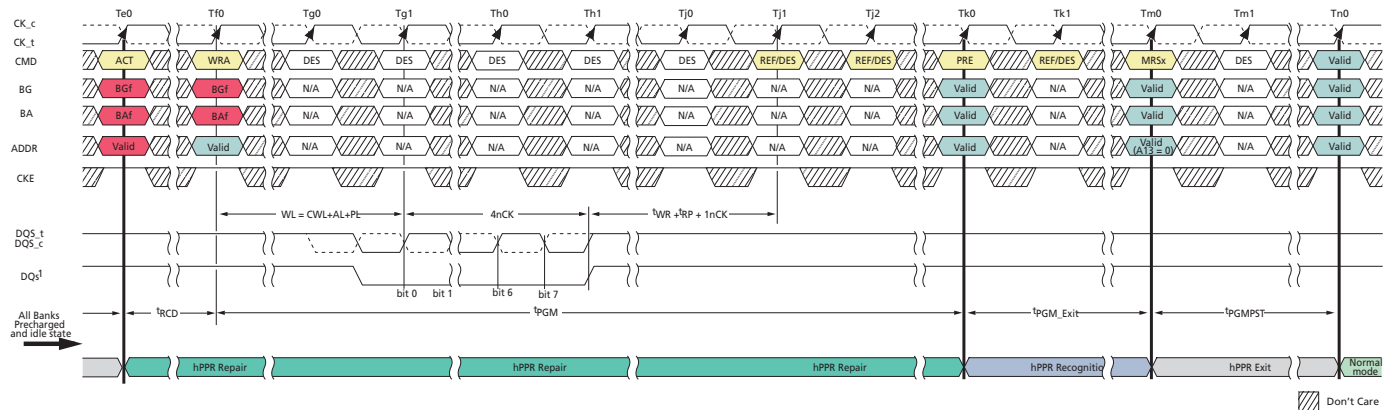 Te0 Tf0 Tg0 Tg1 Th0 Th1 Tj0 Tj1 Tj2 Tk0 Tk1 Tm0 Tm1 Tn0
CK_c
CK_t
CMD ACT WRA DES DES DES DES DES REF/DES REF/DES PRE REF/DES MRSx DES Valid
BG BGf BGf N/A N/A N/A N/A N/A N/A N/A Valid N/A Valid N/A Valid
BA BAf BAf N/A N/A N/A N/A N/A N/A N/A Valid N/A Valid N/A Valid
ADDR Valid Valid N/A N/A N/A N/A N/A N/A N/A Valid N/A Valid (A13 = 0) N/A Valid
CKE
WL = CWL+AL+PL 4nCK tWR +tRP + 1nCK
DQS_t
DQS_c
DQs1
bit 0 bit 1 bit 6 bit 7
All Banks
Precharged
and idle state
tRCD tPGM tPGM_Exit tPGMPST
hPPR Repair hPPR Repair hPPR Repair hPPR Recognitio hPPR Exit Normal
mode
Don't Care